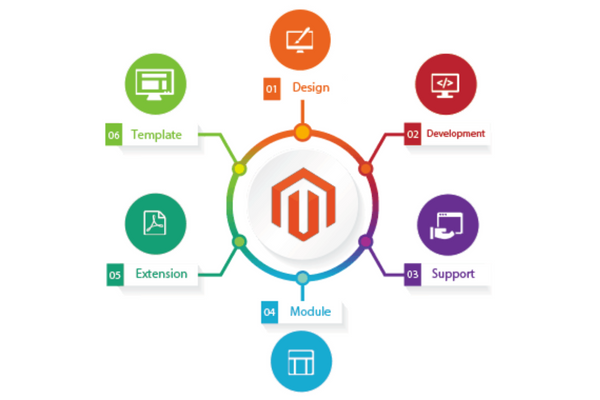 01 Design
02 Development
03 Support
04 Module
05 Extension
06 Template